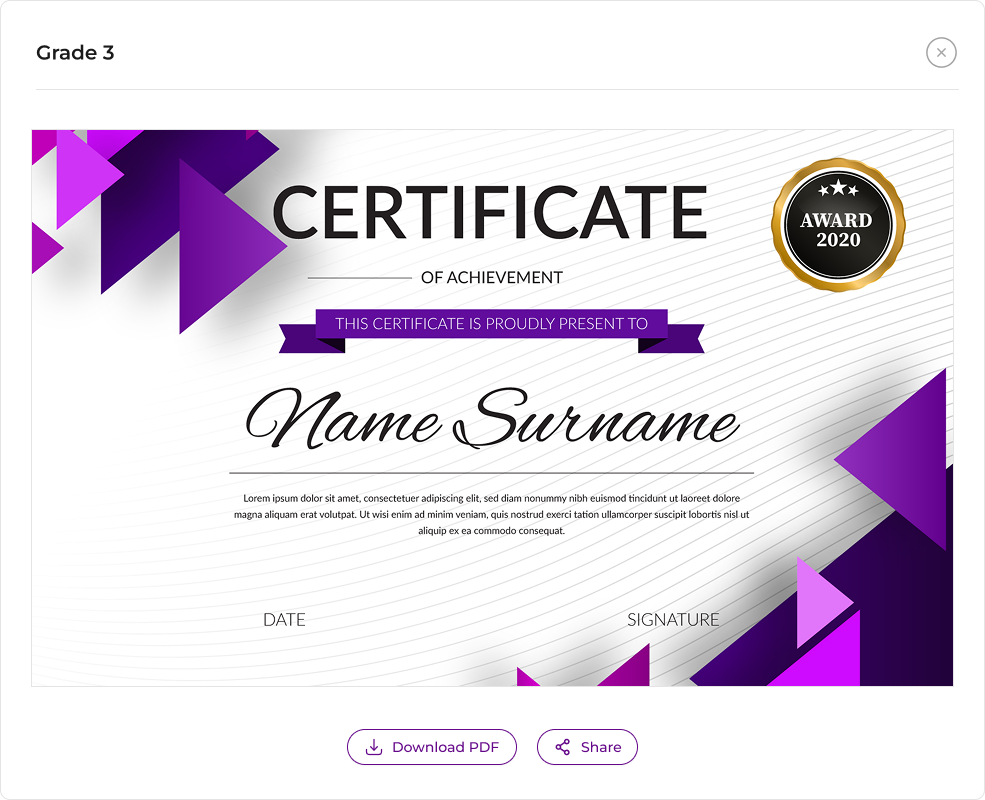 Grade 3
CERTIFICATE
OF ACHIEVEMENT
AWARD
2020
THIS CERTIFICATE IS PROUDLY PRESENT TO
Name Surname
Lorem ipsum dolor sit amet, consectetuer adipiscing elit, sed diam nonummy nibh euismod tincidunt ut laoreet dolore
magna aliquam erat volutpat. Ut wisi enim ad minim veniam, quis nostrud exerci tation ullamcorper suscipit lobortis nisl ut
aliquip ex ea commodo consequat.
DATE
SIGNATURE
Download PDF
Share